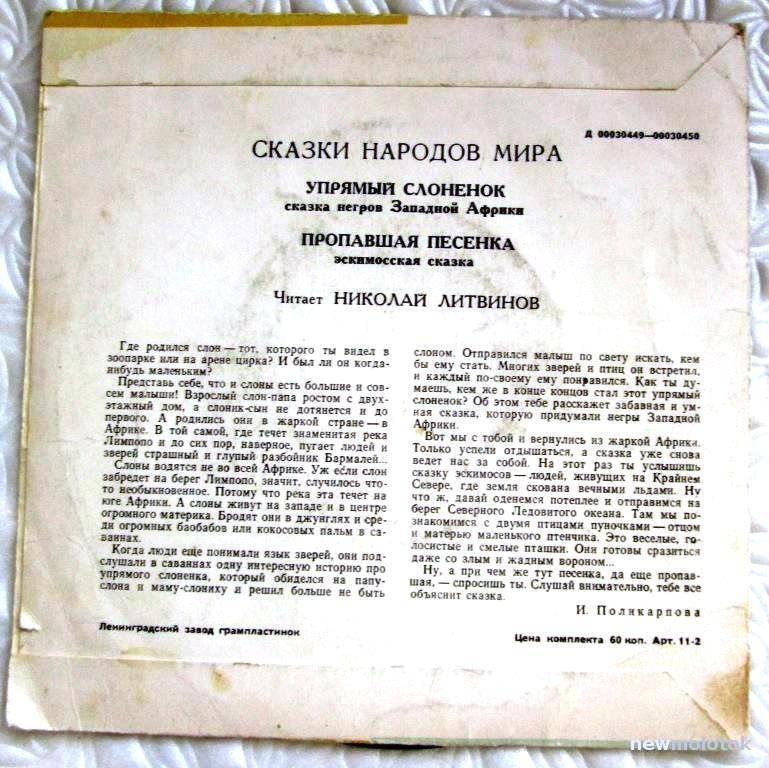 Д 00030449—00030450
СКАЗКИ НАРОДОВ МИРА
УПРЯМЫЙ СЛОНЕНОК
сказка негров Западной Африки
ПРОПАВШАЯ ПЕСЕНКА
эскимосская сказка
Читает НИКОЛАЙ ЛИТВИНОВ
Где родился слон — тот, которого ты видел в
зоопарке или на арене цирка? И был ли он когда-
нибудь маленьким?
Представь себе, что и слоны есть большие и сов-
сем малыши! Взрослый слон-папа ростом с двух-
этажный дом, а слоник-сын не дотянется и до
первого. А родились они в жаркой стране — в
Африке. В той самой, где течет знаменитая река
Лимпопо и до сих пор, наверное, пугает людей и
зверей страшный и глупый разбойник Бармалей...
Слоны водятся не во всей Африке. Уж если слон
забредет на берег Лимпопо, значит, случилось что-
то необыкновенное. Потому что река эта течет на
юге Африки. А слоны живут на западе и в центре
огромного материка. Бродят они в джунглях и сре-
ди огромных баобабов или кокосовых пальм в са-
ваннах.
Когда люди еще понимали язык зверей, они под-
слушали в саваннах одну интересную историю про
упрямого слоненка, который обиделся на папу-
слона и маму-слониху и решил больше не быть
слоном. Отправился малыш по свету искать, кем
бы ему стать. Многих зверей и птиц он встретил,
и каждый по-своему ему понравился. Как ты ду-
маешь, кем же в конце концов стал этот упрямый
слоненок? Об этом тебе расскажет забавная и ум-
ная сказка, которую придумали негры Западной
Африки.
Вот мы с тобой и вернулись из жаркой Африки.
Только успели отдышаться, а сказка уже снова
ведет нас за собой. На этот раз ты услышишь
сказку эскимосов — людей, живущих на Крайнем
Севере, где земля скована вечными льдами. Ну
что ж, давай оденемся потеплее и отправимся на
берег Северного Ледовитого океана. Там мы по-
знакомимся с двумя птицами пуночками — отцом
и матерью маленького птенчика. Это веселые, го-
лосистые и смелые пташки. Они готовы сразиться
даже со злым и жадным вороном...
Ну, а при чем же тут песенка, да еще пропав-
шая, — спросишь ты. Слушай внимательно, тебе все
объяснит сказка.
И. Поликарпова
Ленинградский завод грампластинок
Цена комплекта 60 коп. Арт. 11-2
newmolotok